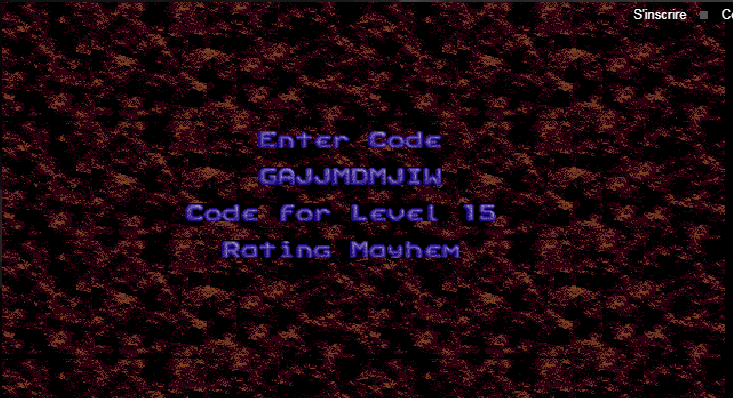 S'inscrire
Enter Code
GAJJMDMJIW
Code for Level 15
Rating Mayhem